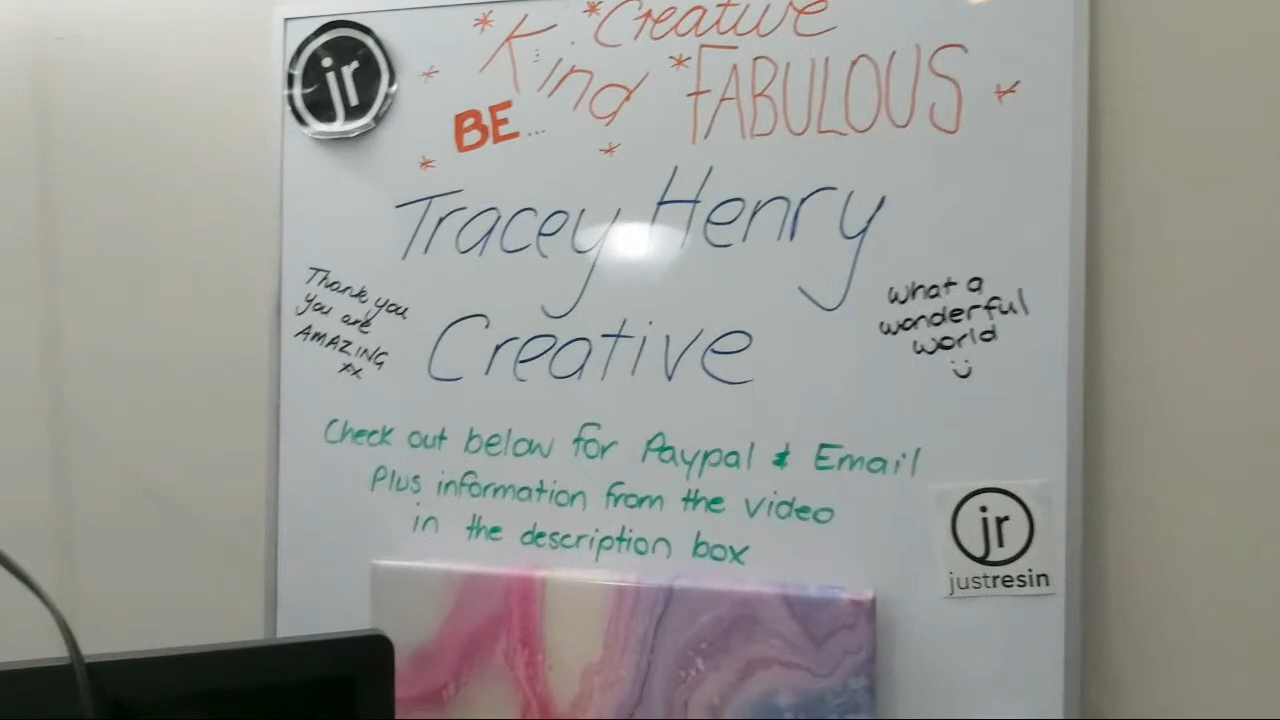 jr
*Creative
*Kind
*FABULOUS*
BE...
Tracey Henry
Creative
Thank you
you are
AMAZING
xx
what a
wonderful
world
Check out below for Paypal & Email
Plus information from the video
in the description box
jr
justresin